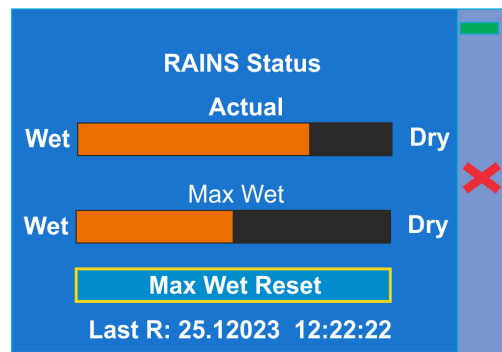 RAINS Status
Actual
Wet Dry
Max Wet
Wet Dry
Max Wet Reset
Last R: 25.12023 12:22:22